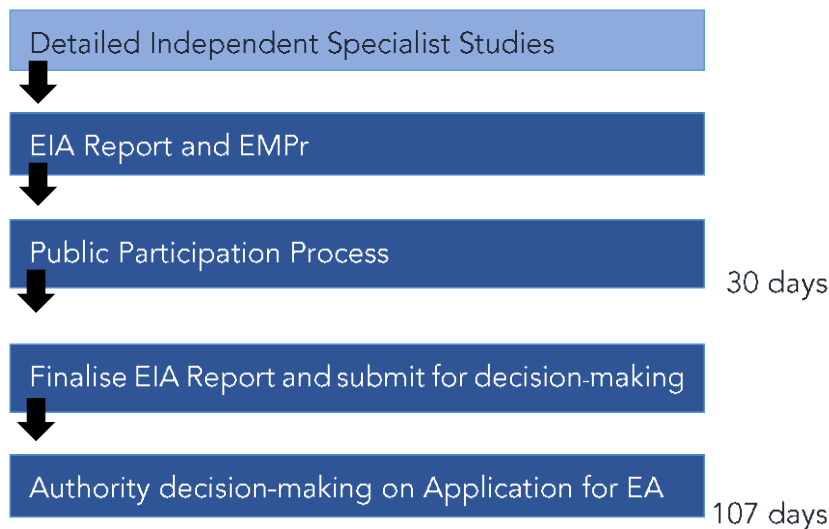 Detailed Independent Specialist Studies
EIA Report and EMPr
Public Participation Process
30 days
Finalise EIA Report and submit for decision-making
Authority decision-making on Application for EA
107 days